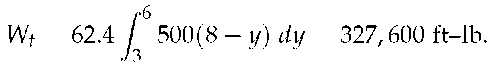 W_t 62.4 ∫_3^6 500(8 − y) dy 327,600 ft–lb.